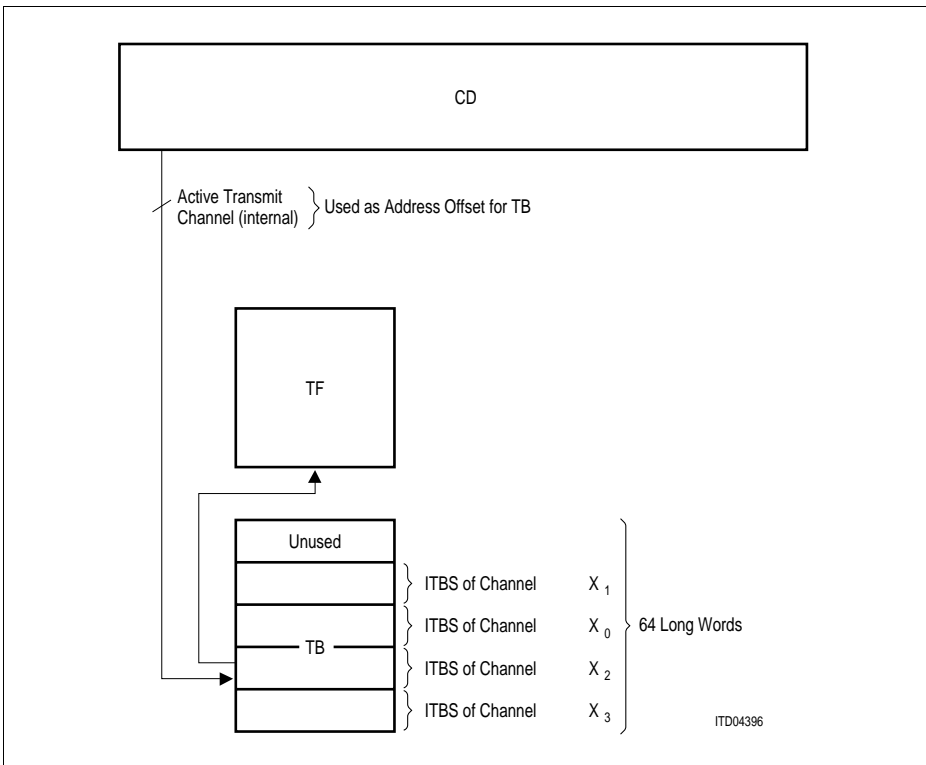 CD
Active Transmit
Channel (internal)
Used as Address Offset for TB
TF
Unused
ITBS of Channel X 1
ITBS of Channel X 0
64 Long Words
TB
ITBS of Channel X 2
ITBS of Channel X 3
ITD04396